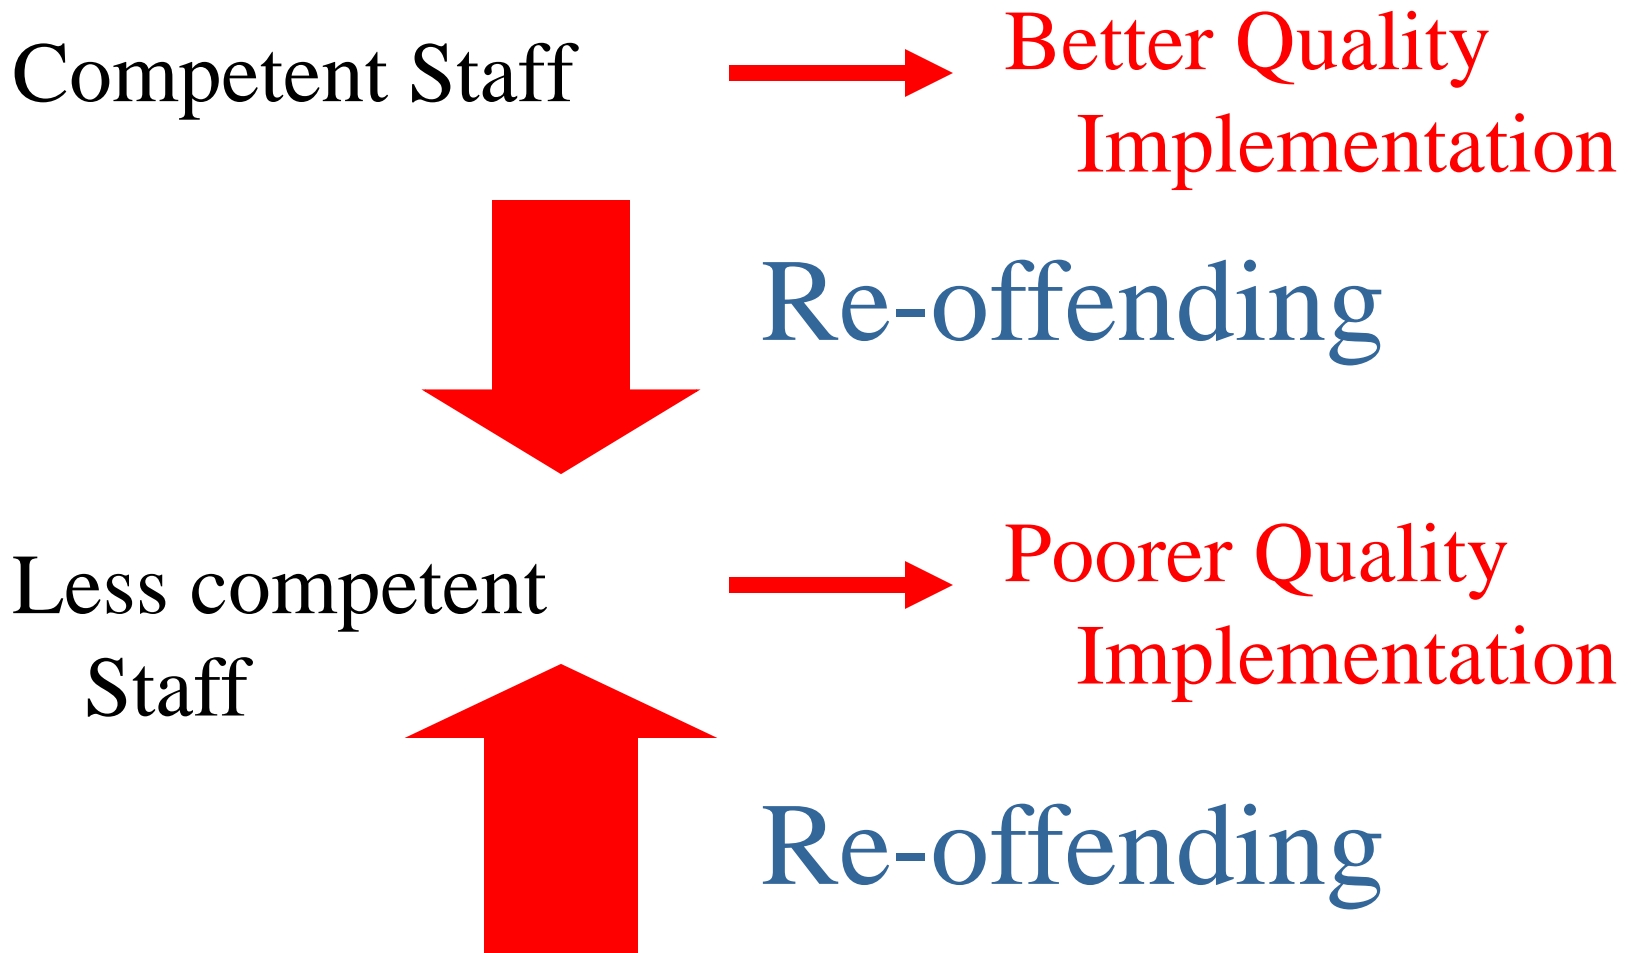 Competent Staff
Better Quality
Implementation
Re-offending
Less competent
Staff
Poorer Quality
Implementation
Re-offending